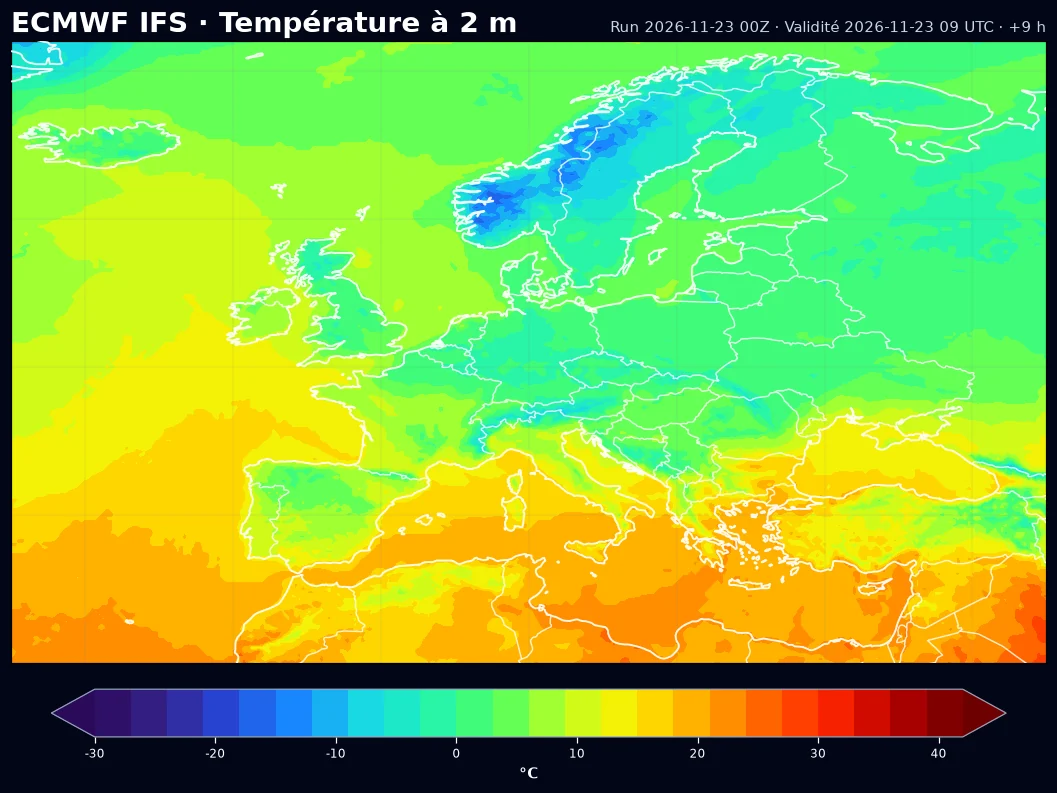 ECMWF IFS · Température à 2 m
Run 2026-11-23 00Z · Validité 2026-11-23 09 UTC · +9 h
-30 -20 -10 0 10 20 30 40
°C